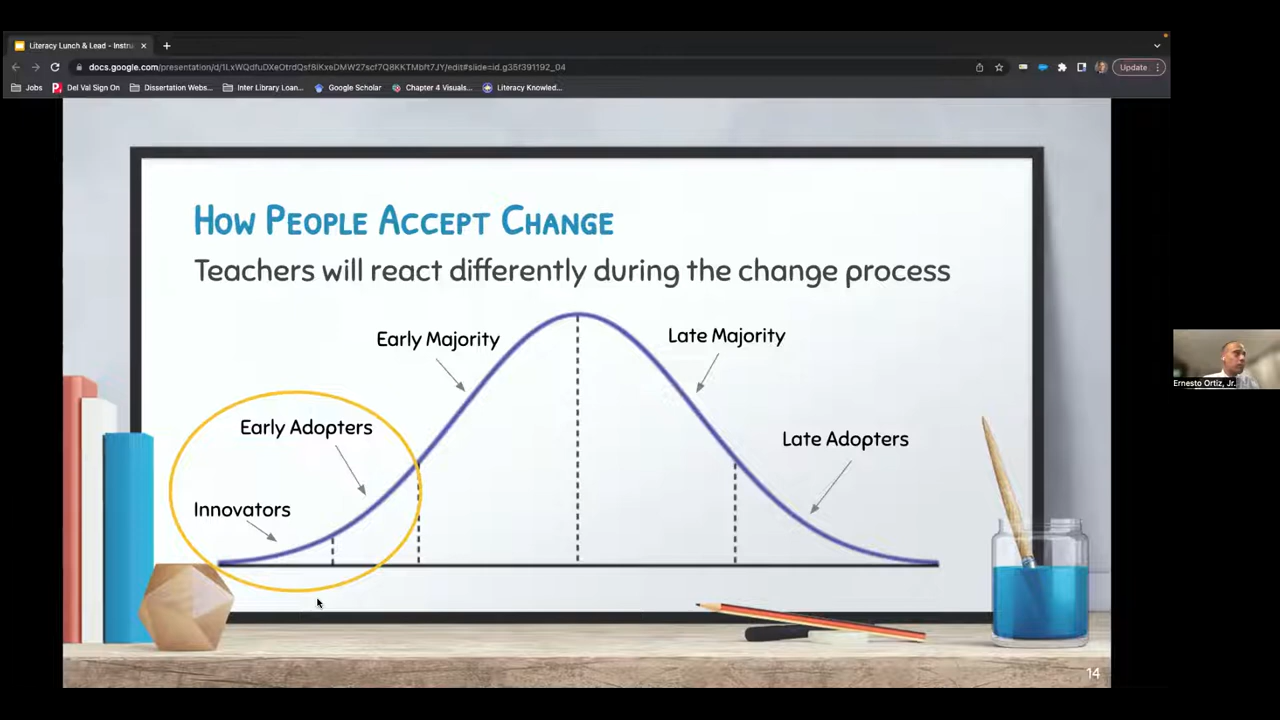 Literacy Lunch & Lead - Instru
docs.google.com/presentation/d/1LxWQdfuDXeOtrdQsf8iKxeDMW27scf7Q8KKTMbft7JY/edit#slide=id.g35f391192_04
Update
Jobs
Del Val Sign On
Dissertation Webs...
Inter Library Loan...
Google Scholar
Chapter 4 Visuals...
Literacy Knowled...
How People Accept Change
Teachers will react differently during the change process
Early Majority
Late Majority
Early Adopters
Late Adopters
Innovators
Ernesto Ortiz, Jr.
14